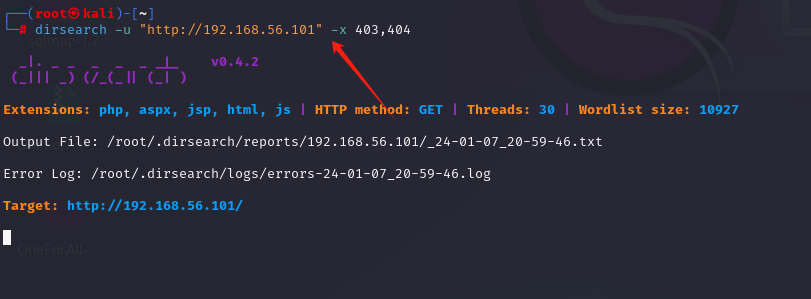 ┌──(root㉿kali)-[~]
└─# dirsearch -u "http://192.168.56.101" -x 403,404
  _|. _ _  _  _  _ _|_    v0.4.2
 (_||| _) (/_(_|| (_| )
Extensions: php, aspx, jsp, html, js | HTTP method: GET | Threads: 30 | Wordlist size: 10927
Output File: /root/.dirsearch/reports/192.168.56.101/_24-01-07_20-59-46.txt
Error Log: /root/.dirsearch/logs/errors-24-01-07_20-59-46.log
Target: http://192.168.56.101/
OneForAll-...